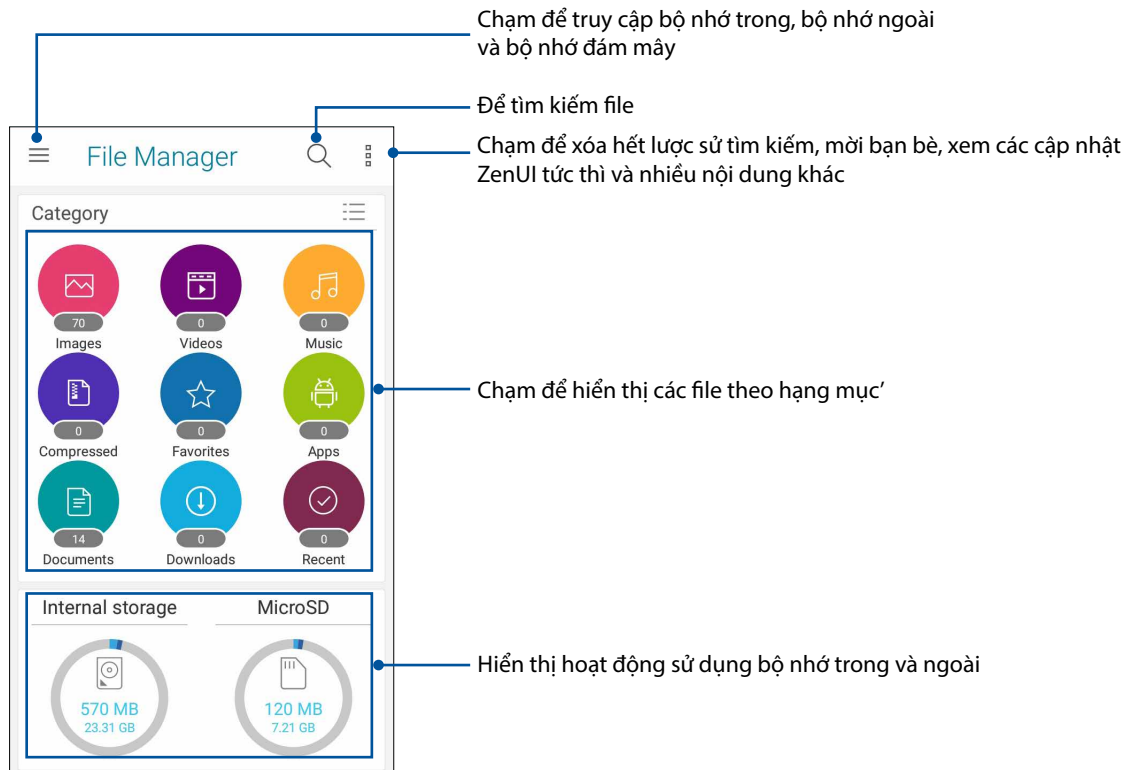 Chạm để truy cập bộ nhớ trong, bộ nhớ ngoài
và bộ nhớ đám mây
Để tìm kiếm file
Chạm để xóa hết lược sử tìm kiếm, mời bạn bè, xem các cập nhật
ZenUI tức thì và nhiều nội dung khác
File Manager
Category
70
0
0
Images
Videos
Music
Chạm để hiển thị các file theo hạng mục’
0
0
0
Compressed
Favorites
Apps
14
0
0
Documents
Downloads
Recent
Internal storage
MicroSD
Hiển thị hoạt động sử dụng bộ nhớ trong và ngoài
570 MB
23.31 GB
120 MB
7.21 GB